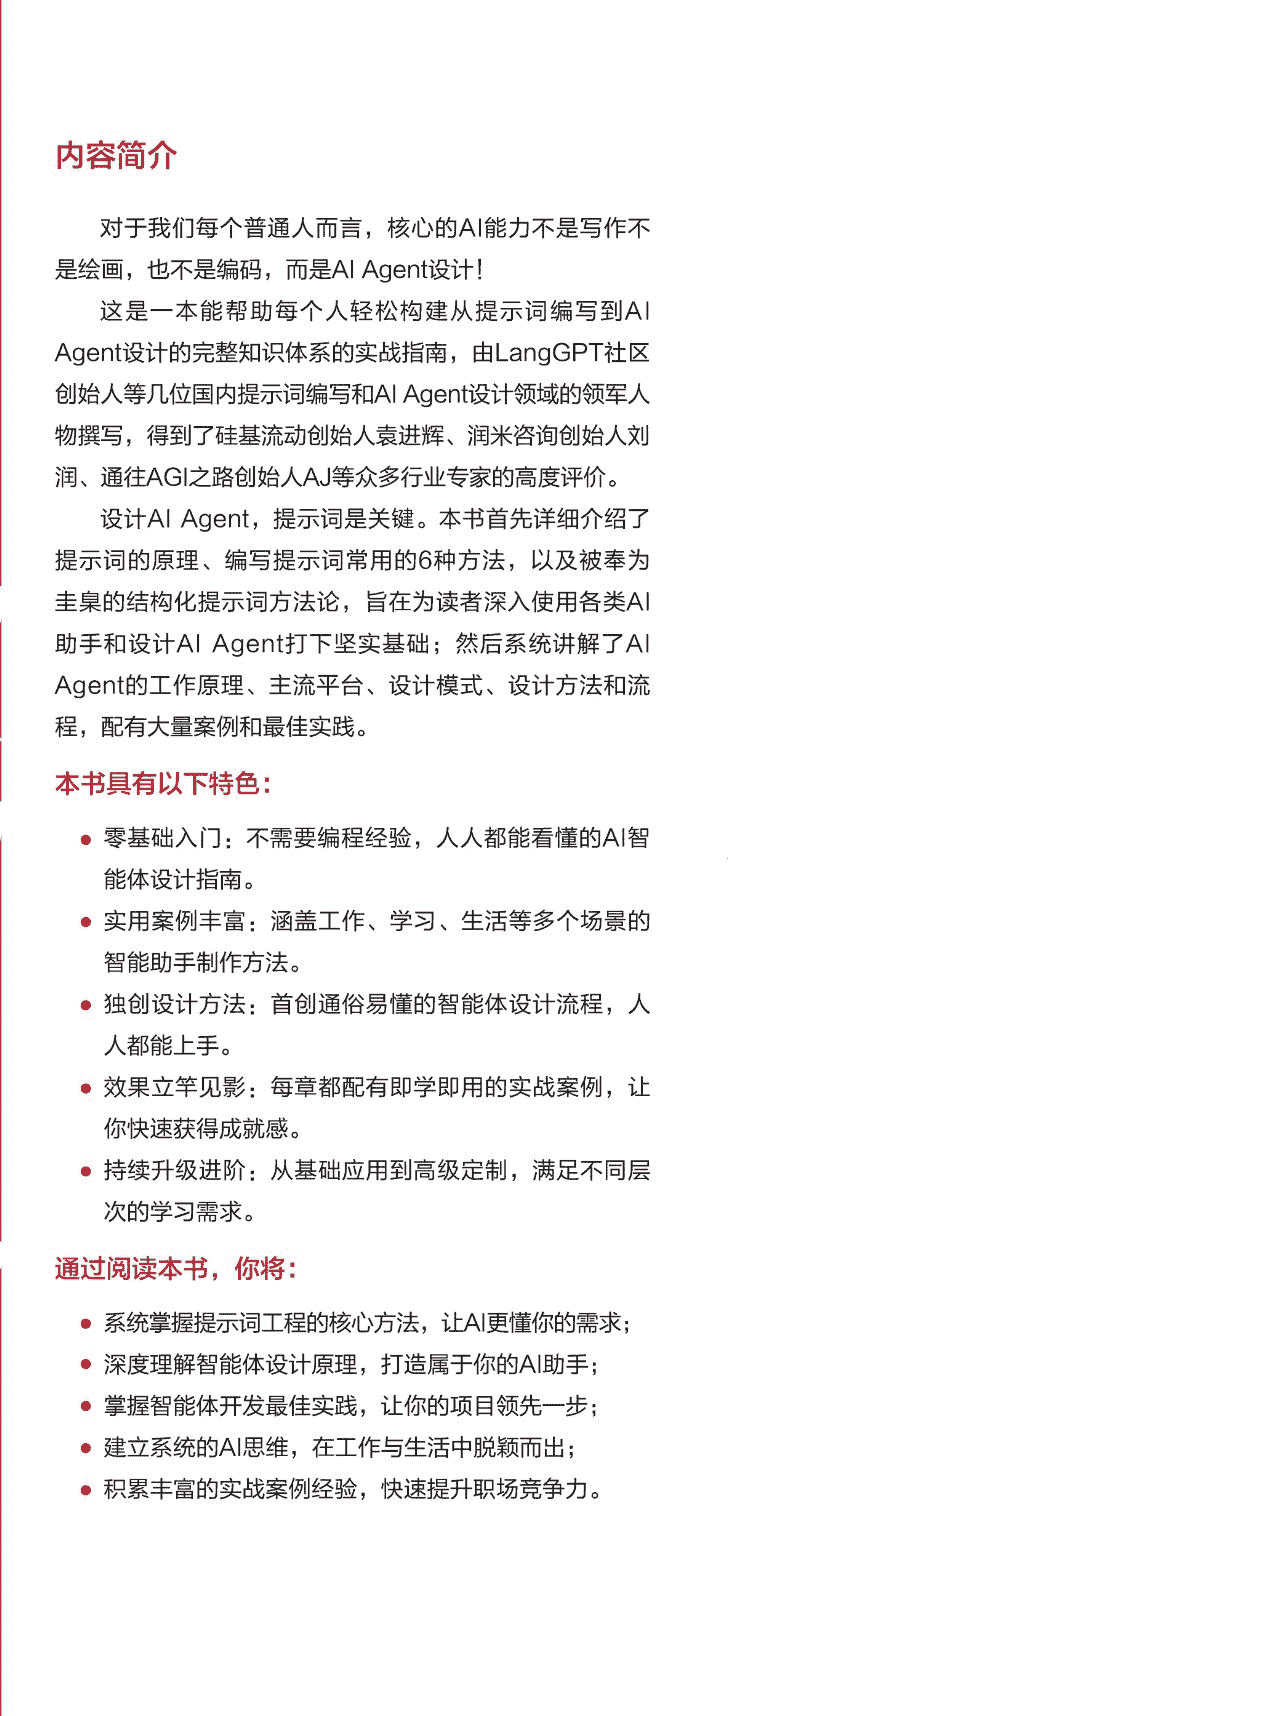 内容简介
对于我们每个普通人而言，核心的AI能力不是写作不
是绘画，也不是编码，而是AI Agent设计！
这是一本能帮助每个人轻松构建从提示词编写到AI
Agent设计的完整知识体系的实战指南，由LangGPT社区
创始人等几位国内提示词编写和AI Agent设计领域的领军人
物撰写，得到了硅基流动创始人袁进辉、润米咨询创始人刘
润、通往AGI之路创始人AJ等众多行业专家的高度评价。
设计AI Agent，提示词是关键。本书首先详细介绍了
提示词的原理、编写提示词常用的6种方法，以及被奉为
圭臬的结构化提示词方法论，旨在为读者深入使用各类AI
助手和设计AI Agent打下坚实基础；然后系统讲解了AI
Agent的工作原理、主流平台、设计模式、设计方法和流
程，配有大量案例和最佳实践。
本书具有以下特色：
● 零基础入门：不需要编程经验，人人都能看懂的AI智
能体设计指南。
● 实用案例丰富：涵盖工作、学习、生活等多个场景的
智能助手制作方法。
● 独创设计方法：首创通俗易懂的智能体设计流程，人
人都能上手。
● 效果立竿见影：每章都配有即学即用的实战案例，让
你快速获得成就感。
● 持续升级进阶：从基础应用到高级定制，满足不同层
次的学习需求。
通过阅读本书，你将：
● 系统掌握提示词工程的核心方法，让AI更懂你的需求；
● 深度理解智能体设计原理，打造属于你的AI助手；
● 掌握智能体开发最佳实践，让你的项目领先一步；
● 建立系统的AI思维，在工作与生活中脱颖而出；
● 积累丰富的实战案例经验，快速提升职场竞争力。